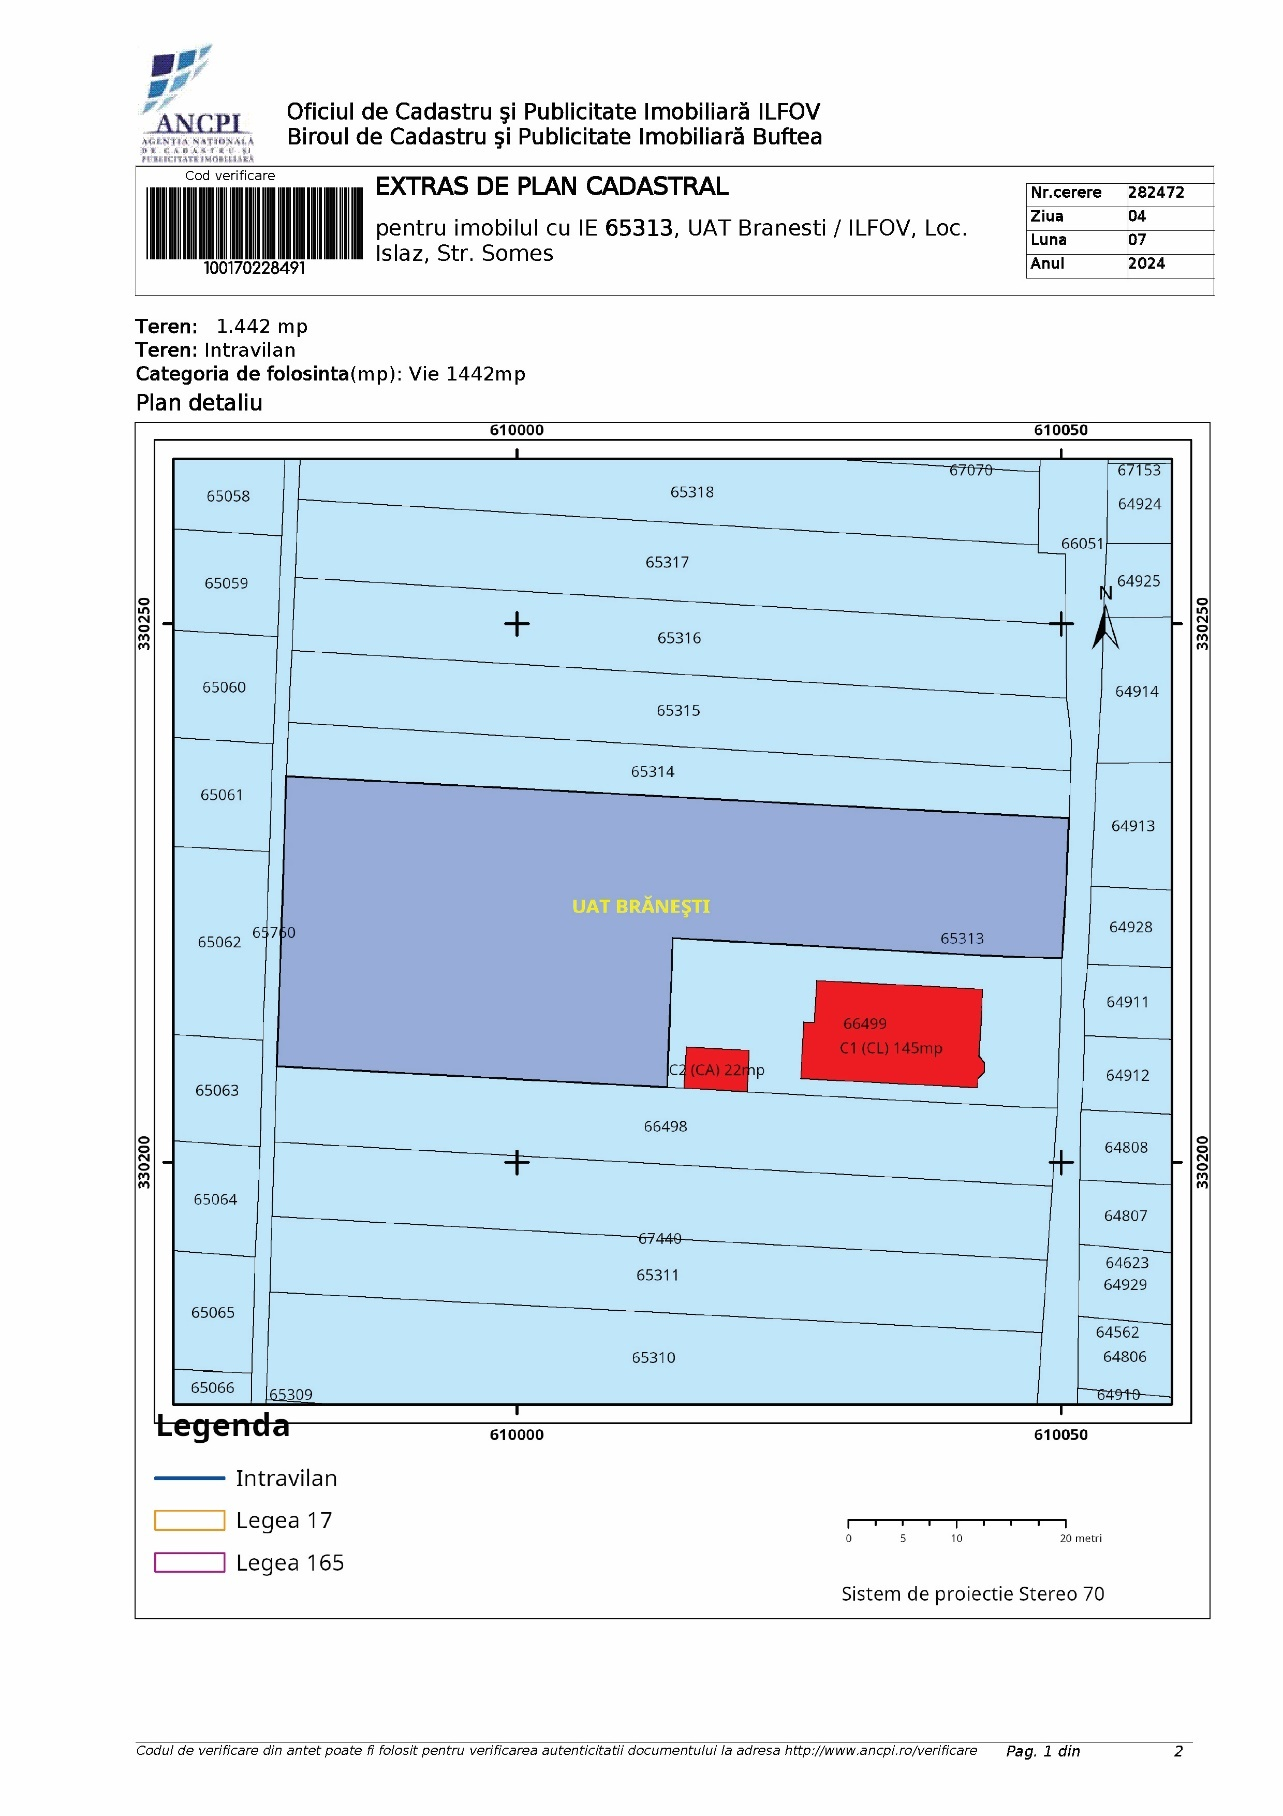 ANCPI
AGENTIA NATIONALA
DE CADASTRU SI
PUBLICITATE IMOBILIARĂ
Oficiul de Cadastru şi Publicitate Imobiliară ILFOV
Biroul de Cadastru şi Publicitate Imobiliară Buftea
Cod verificare
100170228491
EXTRAS DE PLAN CADASTRAL
pentru imobilul cu IE 65313, UAT Branesti / ILFOV, Loc.
Islaz, Str. Somes
Nr.cerere 282472
Ziua 04
Luna 07
Anul 2024
Teren: 1.442 mp
Teren: Intravilan
Categoria de folosinta(mp): Vie 1442mp
Plan detaliu
610000 610050
67070 67153
65058 65318
64924
66051
65317
65059 64925
N
330250 330250
65316
65060 64914
65315
65314
65061
64913
UAT BRĂNEŞTI
64928
65760
65062 65313
64911
66499
C1 (CL) 145mp
C2 (CA) 22mp
64912
65063
66498
64808
330200 330200
65064
64807
67440
64623
65311
64929
65065
64562
65310 64806
65066 65309 64910
Legenda
610000 610050
Intravilan
Legea 17
Legea 165
0 5 10 20 metri
Sistem de proiectie Stereo 70
Codul de verificare din antet poate fi folosit pentru verificarea autenticitatii documentului la adresa http://www.ancpi.ro/verificare Pag. 1 din 2